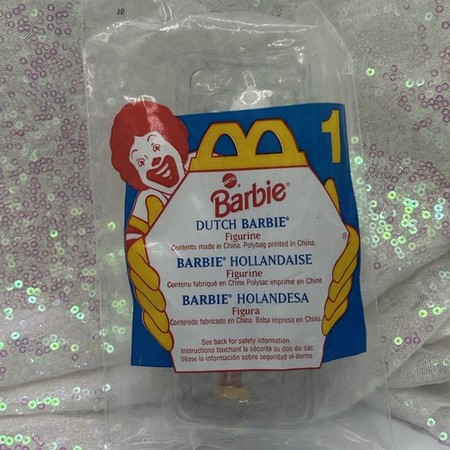 1
MATTEL
Barbie®
DUTCH BARBIE®
Figurine
Contents made in China. Polybag printed in China.
BARBIE® HOLLANDAISE
Figurine
Contenu fabriqué en Chine Polysac imprimé en Chine
BARBIE® HOLANDESA
Figura
Contenido fabricado en China. Bolsa impresa en China
See back for safety information.
Instructions touchant la sécurité as dos du sac
Véase la información sobre seguridad al dorso.